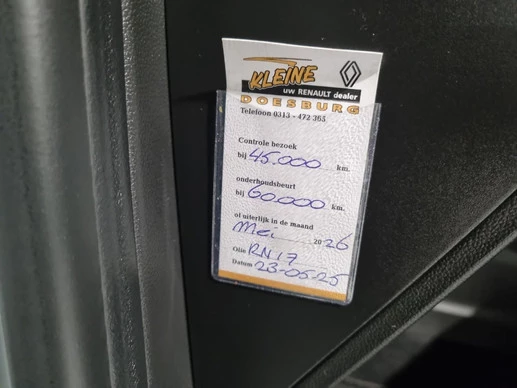 KLEINE
uw RENAULT dealer
DOESBURG
Telefoon 0313 - 472 363
Controle bezoek
bij 45.000 km.
onderhoudsbeurt
bij 60.000 km.
of uiterlijk in de maand
Mei 2026
Olie RN17
Datum 23-05-25